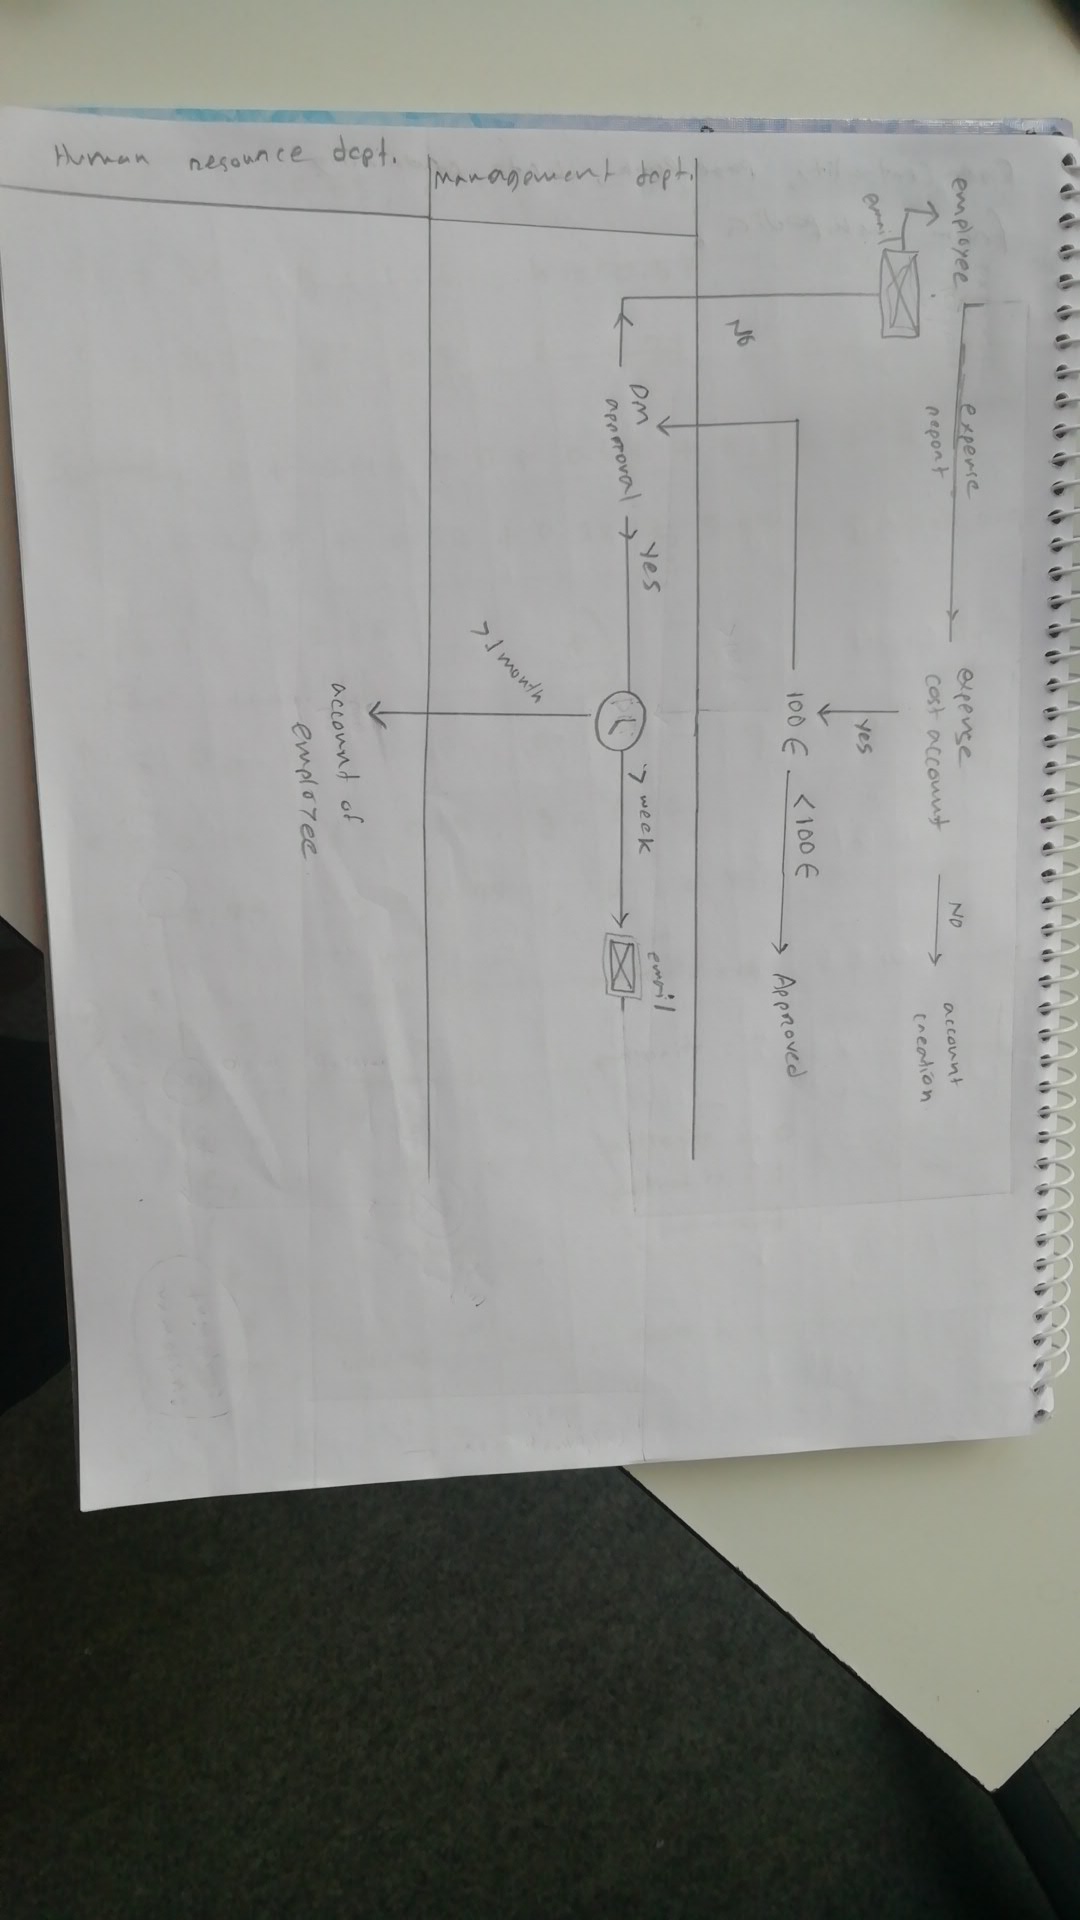 employee
expense
report
expense
cost account
No
account
creation
email
Yes
No
100 €
<100 €
Approved
management dept.
DM
approval
Yes
> week
email
> 1 month
Human resource dept.
account of
employee